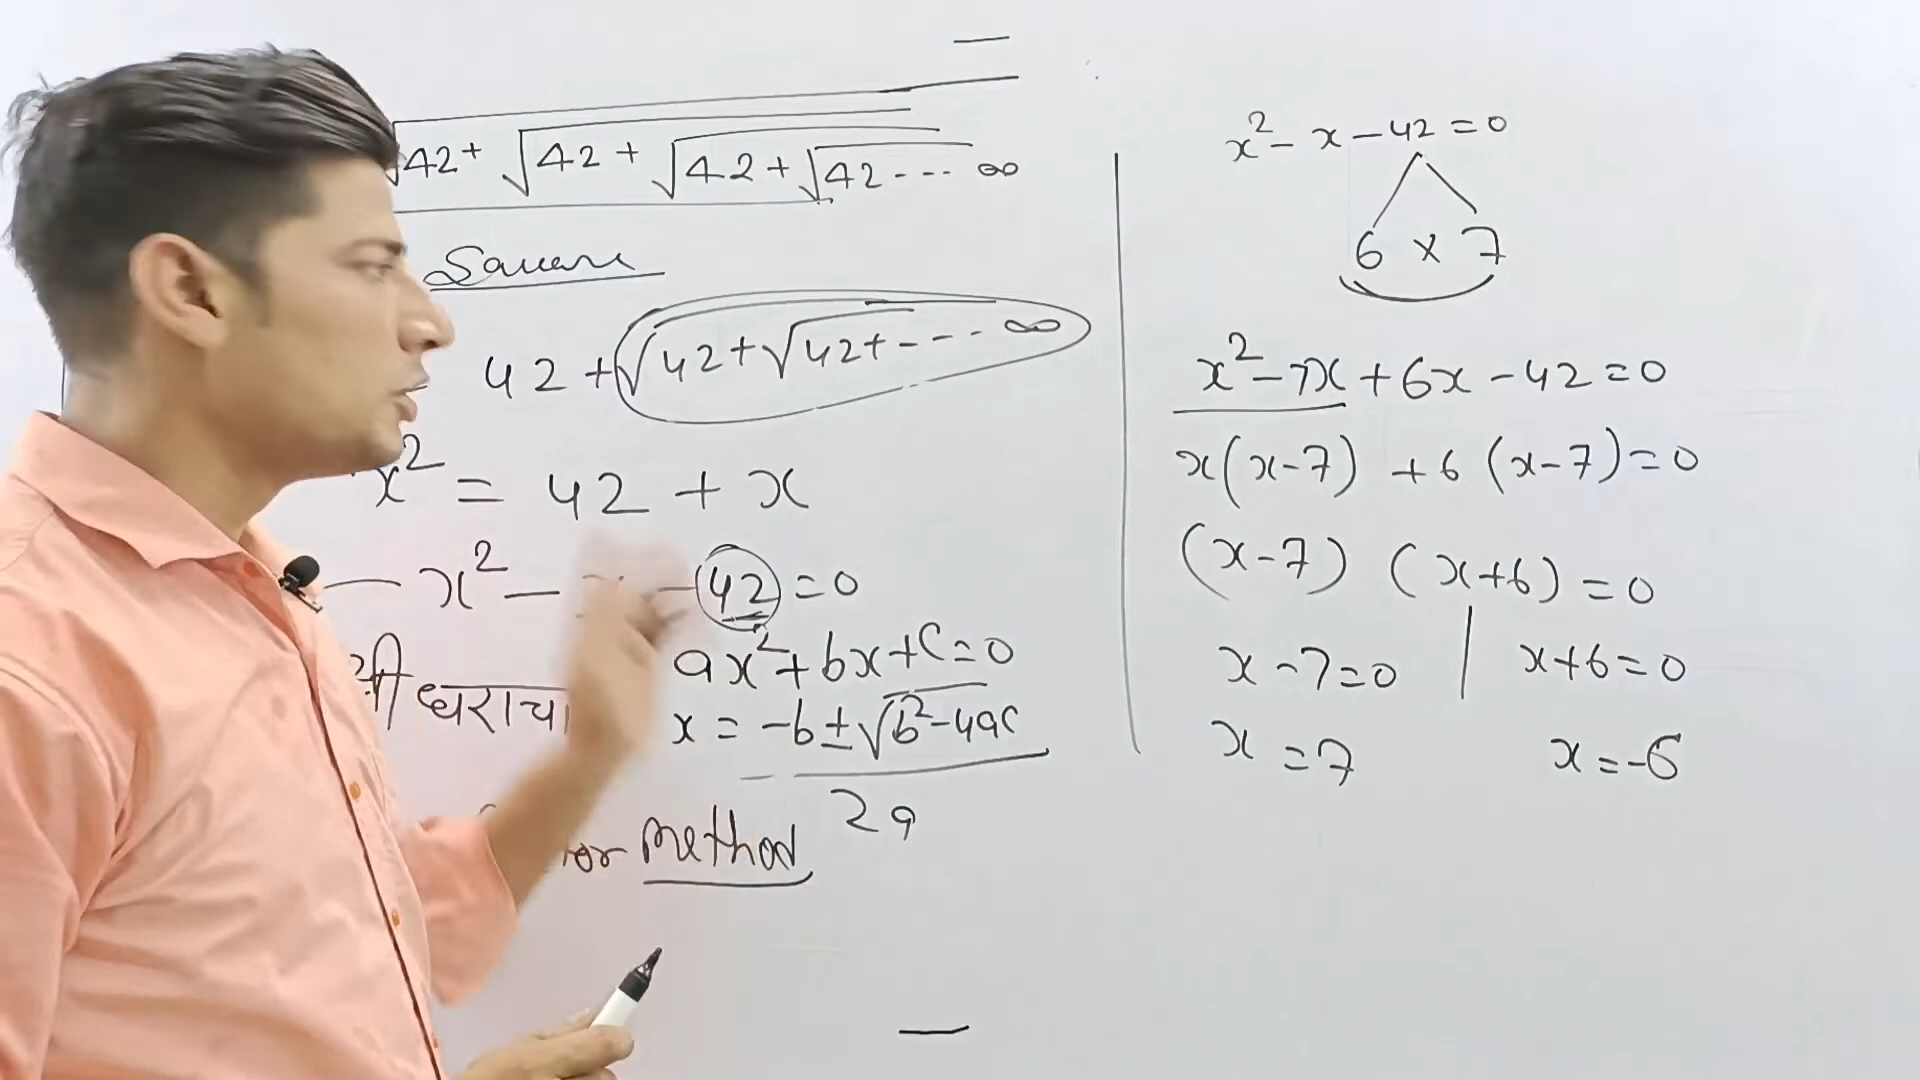 √42+√42+√42+√42---∞
Square
42+√42+√42+---∞
x²=42+x
x²- -42=0
ax²+bx+c=0
x=-b±√b²-4ac
2a
method
x²-x-42=0
6×7
x²-7x+6x-42=0
x(x-7)+6(x-7)=0
(x-7)(x+6)=0
x-7=0 | x+6=0
x=7 x=-6